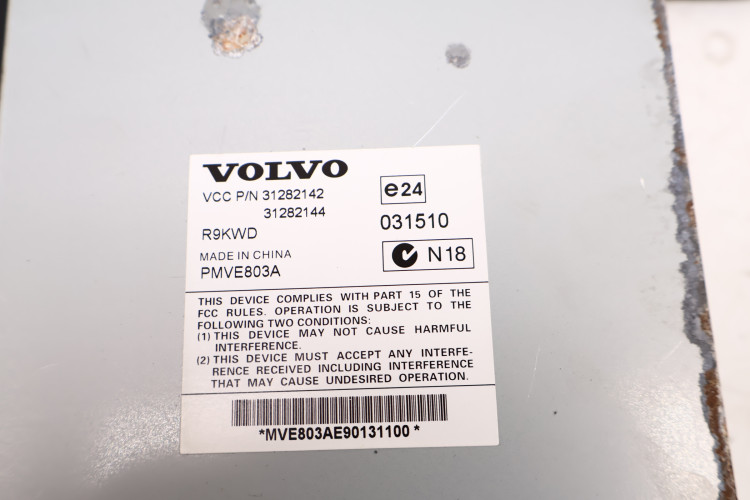 VOLVO
VCC P/N 31282142
31282144
R9KWD
MADE IN CHINA
PMVE803A
e24
031510
N18
THIS DEVICE COMPLIES WITH PART 15 OF THE
FCC RULES. OPERATION IS SUBJECT TO THE
FOLLOWING TWO CONDITIONS:
(1) THIS DEVICE MAY NOT CAUSE HARMFUL
INTERFERENCE.
(2) THIS DEVICE MUST ACCEPT ANY INTERFE-
RENCE RECEIVED INCLUDING INTERFERENCE
THAT MAY CAUSE UNDESIRED OPERATION.
*MVE803AE90131100*